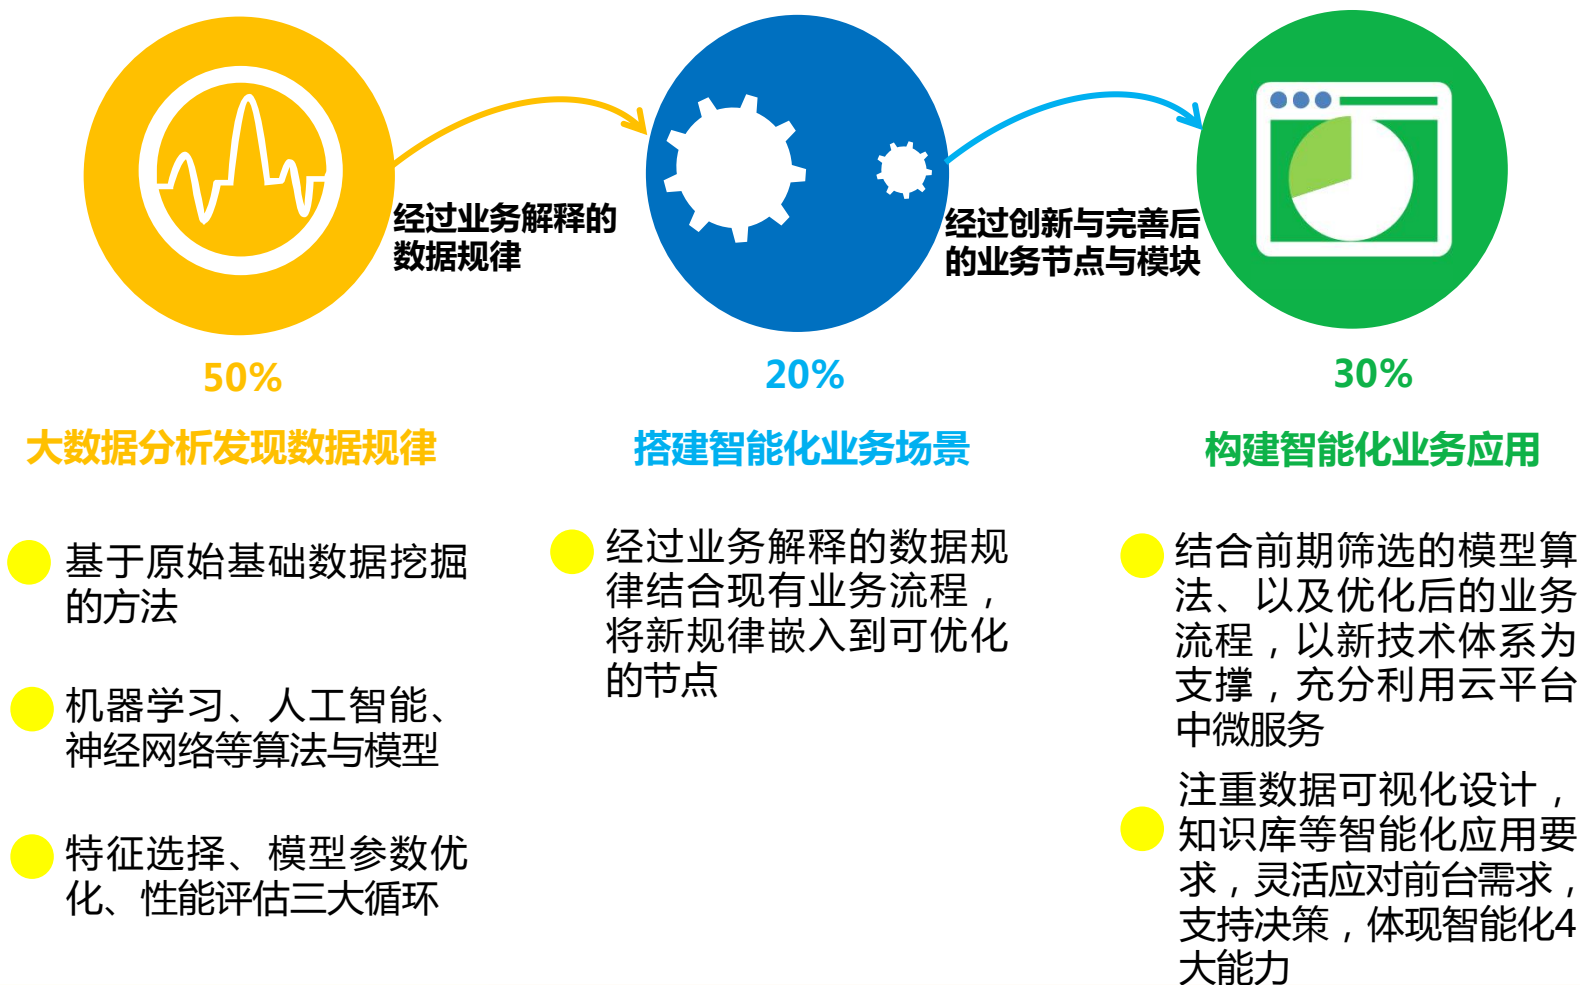 经过业务解释的
数据规律
经过创新与完善后
的业务节点与模块
50%
20%
30%
大数据分析发现数据规律
搭建智能化业务场景
构建智能化业务应用
基于原始基础数据挖掘
的方法
机器学习、人工智能、
神经网络等算法与模型
特征选择、模型参数优
化、性能评估三大循环
经过业务解释的数据规
律结合现有业务流程，
将新规律嵌入到可优化
的节点
结合前期筛选的模型算
法、以及优化后的业务
流程，以新技术体系为
支撑，充分利用云平台
中微服务
注重数据可视化设计，
知识库等智能化应用要
求，灵活应对前台需求，
支持决策，体现智能化4
大能力